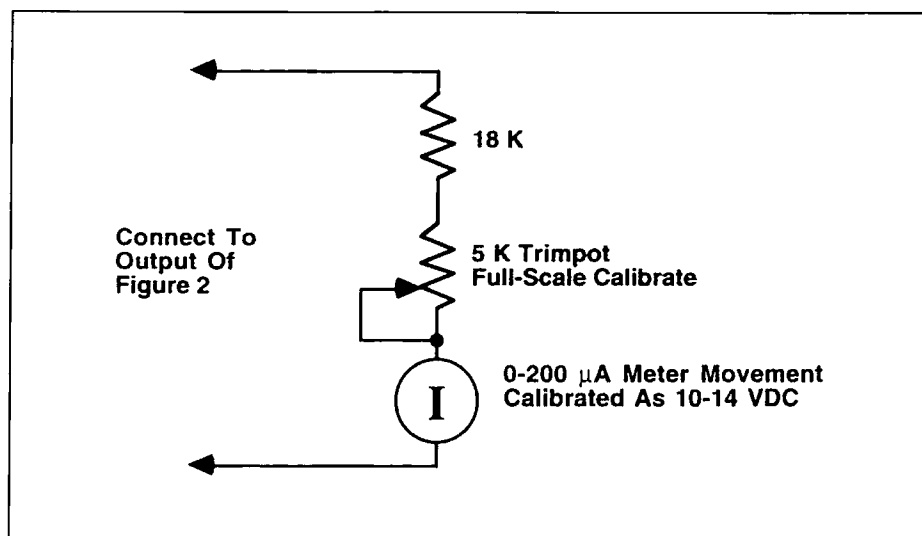 18 K
Connect To
Output Of
Figure 2
5 K Trimpot
Full-Scale Calibrate
0-200 μA Meter Movement
Calibrated As 10-14 VDC
I